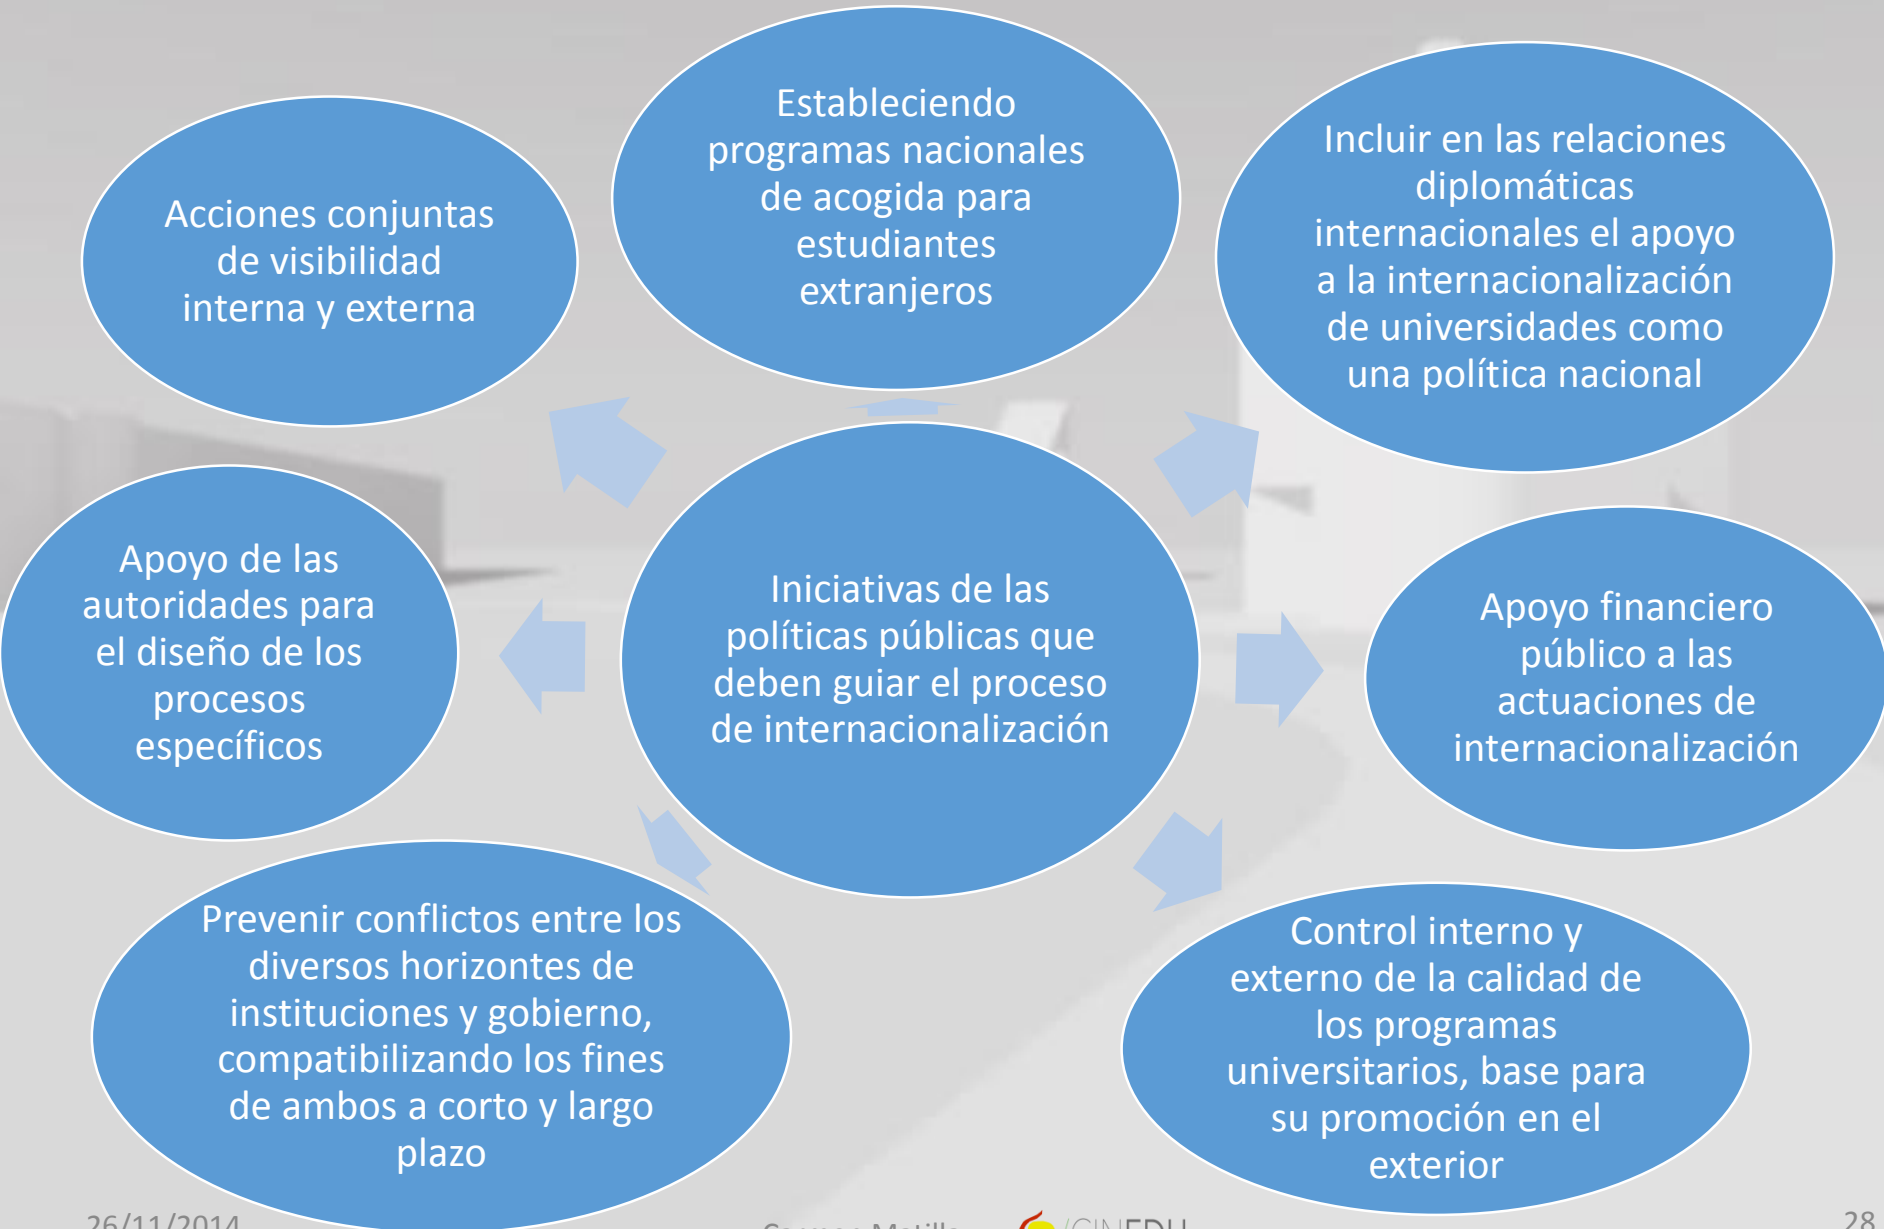 Estableciendo
programas nacionales
de acogida para
estudiantes
extranjeros
Incluir en las relaciones
diplomáticas
internacionales el apoyo
a la internacionalización
de universidades como
una política nacional
Apoyo financiero
público a las
actuaciones de
internacionalización
Control interno y
externo de la calidad de
los programas
universitarios, base para
su promoción en el
exterior
Prevenir conflictos entre los
diversos horizontes de
instituciones y gobierno,
compatibilizando los fines
de ambos a corto y largo
plazo
Apoyo de las
autoridades para
el diseño de los
procesos
específicos
Acciones conjuntas
de visibilidad
interna y externa
Iniciativas de las
políticas públicas que
deben guiar el proceso
de internacionalización
26/11/2014
28